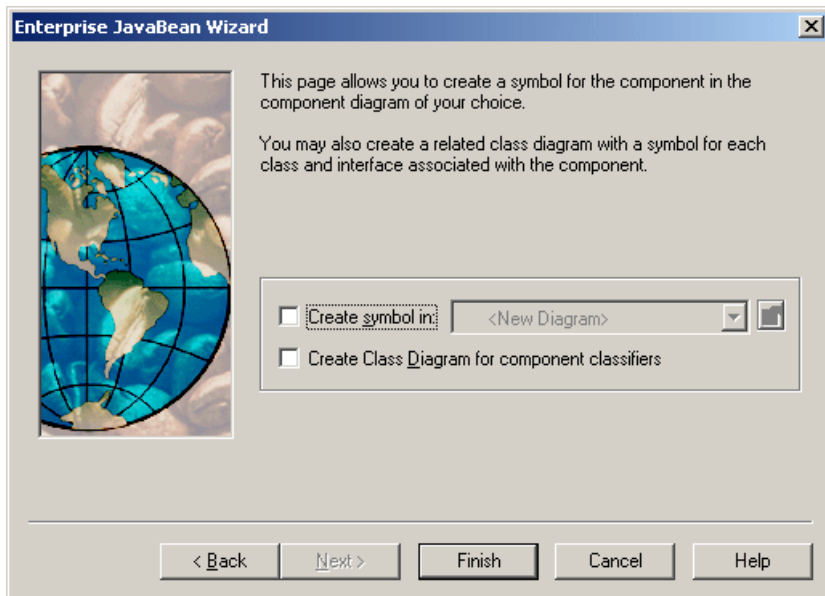 Enterprise JavaBean Wizard
This page allows you to create a symbol for the component in the
component diagram of your choice.
You may also create a related class diagram with a symbol for each
class and interface associated with the component.
Create symbol in: <New Diagram>
Create Class Diagram for component classifiers
< Back Next > Finish Cancel Help